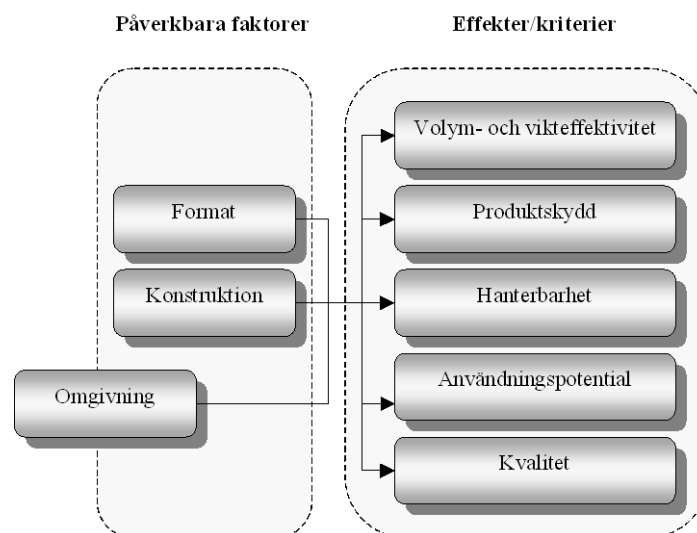 Påverkbara faktorer
Effekter/kriterier
Format
Konstruktion
Omgivning
Volym- och vikteffektivitet
Produktskydd
Hanterbarhet
Användningspotential
Kvalitet